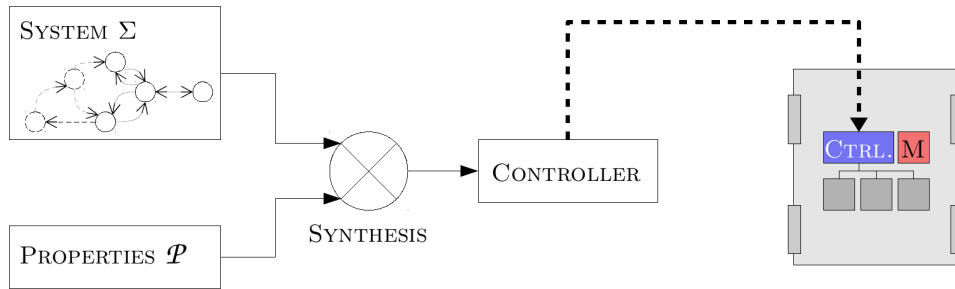 SYSTEM Σ
CTRL. M
CONTROLLER
SYNTHESIS
PROPERTIES 𝓟